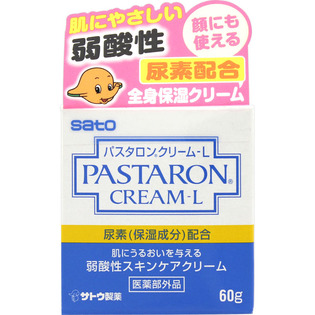 肌にやさしい
弱酸性
顔にも
使える
尿素配合
全身保湿クリーム
sato
パスタロン®クリーム-L
PASTARON®
CREAM-L
尿素（保湿成分）配合
肌にうるおいを与える
弱酸性スキンケアクリーム
医薬部外品
サトウ製薬
60g